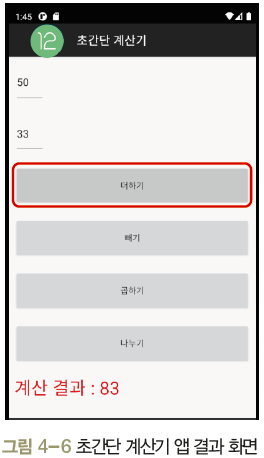 1:45
12 초간단 계산기
50
33
더하기
빼기
곱하기
나누기
계산 결과 : 83
그림 4-6 초간단 계산기 앱 결과 화면